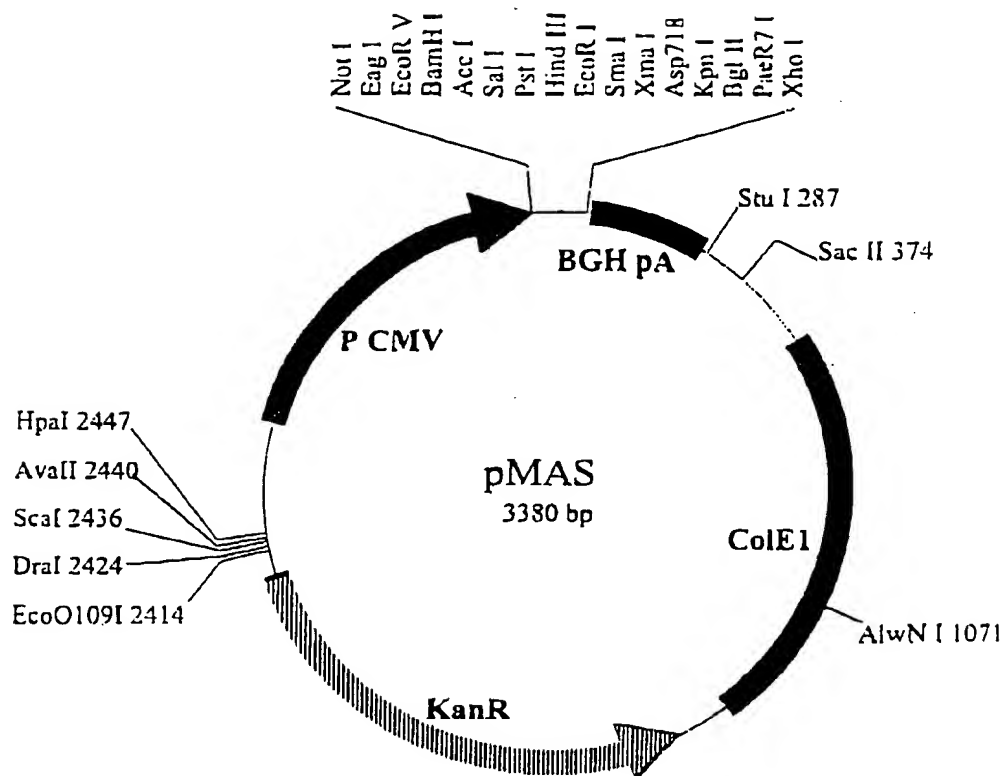 Not I
Eag I
EcoR V
BamH I
Acc I
Sal I
Pst I
Hind III
EcoR I
Sma I
Xma I
Asp718
Kpn I
Bgl II
PaeR7 I
Xho I
Stu I 287
Sac II 374
BGH pA
P CMV
HpaI 2447
AvaII 2440
ScaI 2436
DraI 2424
EcoO109I 2414
pMAS
3380 bp
ColE1
AlwN I 1071
KanR